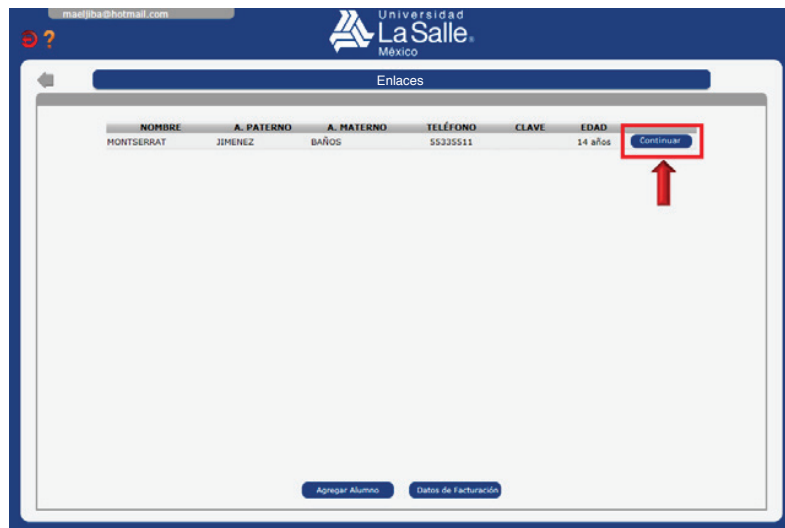 maeljiba@hotmail.com
?
Universidad
La Salle®
México
Enlaces
NOMBRE A. PATERNO A. MATERNO TELÉFONO CLAVE EDAD
MONTSERRAT JIMENEZ BAÑOS 55335511 14 años Continuar
Agregar Alumno Datos de Facturación